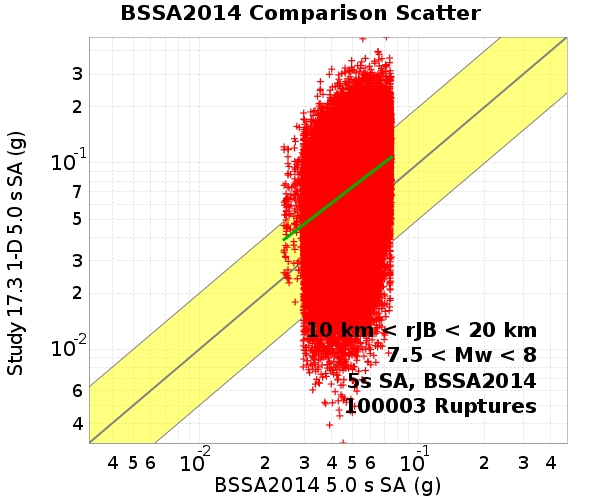 BSSA2014 Comparison Scatter
Study 17.3 1-D 5.0 s SA (g)
3
2
10⁻¹
7
5
3
2
10⁻²
6
4
10 km < rJB < 20 km
7.5 < Mw < 8
5s SA, BSSA2014
100003 Ruptures
4 5 6 10⁻² 2 3 4 5 6 10⁻¹ 2 3 4
BSSA2014 5.0 s SA (g)